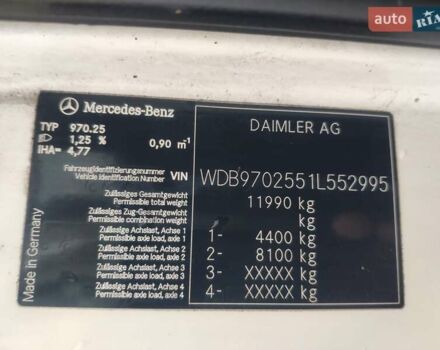 auto RIA
Mercedes-Benz
TYP 970.25
1,25% 0,90 m⁻¹
IHA= 4,77
DAIMLER AG
Fahrzeugidentifizierungsnummer
Vehicle Identification Number VIN WDB9702551L552995
Zulässiges Gesamtgewicht
Permissible total weight 11990 kg
Zulässiges Zug-Gesamtgewicht
Permissible combination weight kg
Zulässige Achslast, Achse 1
Permissible axle load, axle 1 1- 4400 kg
Zulässige Achslast, Achse 2
Permissible axle load, axle 2 2- 8100 kg
Zulässige Achslast, Achse 3
Permissible axle load, axle 3 3- XXXXX kg
Zulässige Achslast, Achse 4
Permissible axle load, axle 4 4- XXXXX kg
Made in Germany